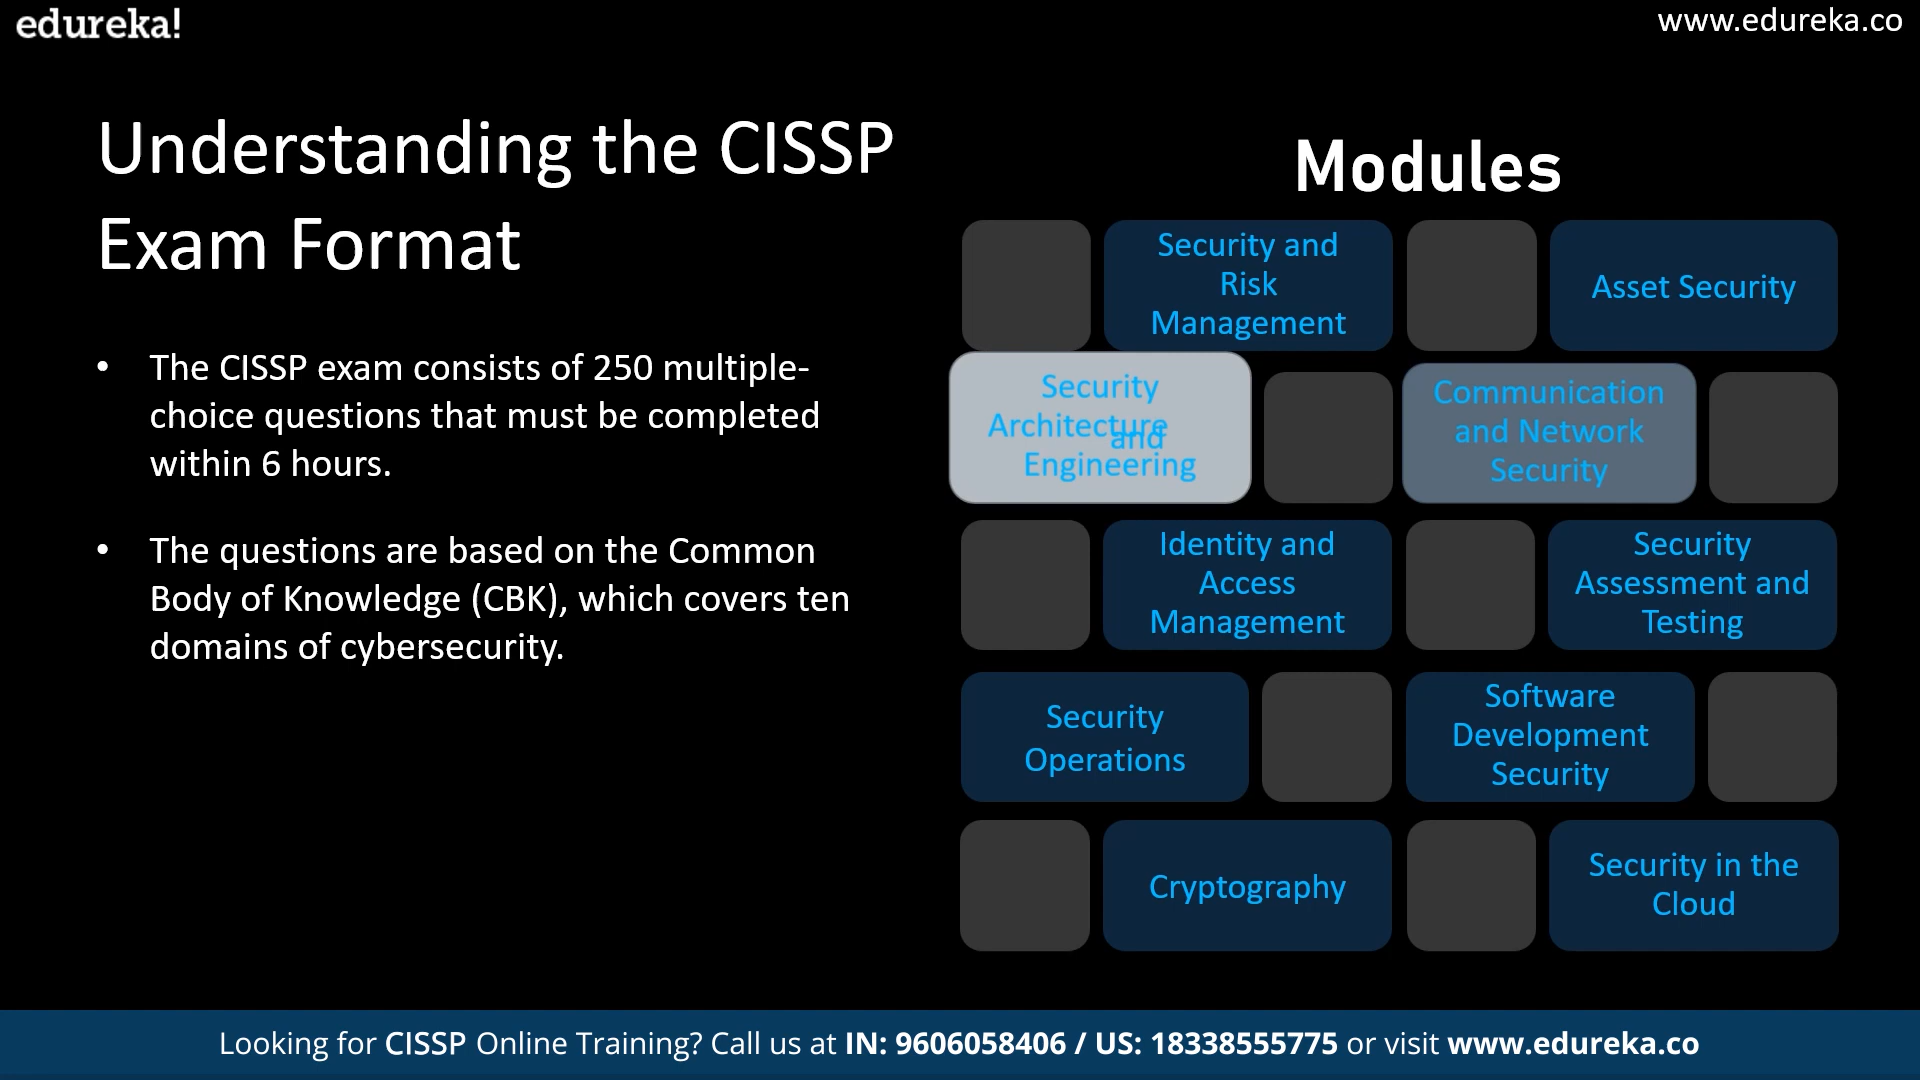 edureka!
www.edureka.co
Understanding the CISSP
Exam Format
• The CISSP exam consists of 250 multiple-
choice questions that must be completed
within 6 hours.
• The questions are based on the Common
Body of Knowledge (CBK), which covers ten
domains of cybersecurity.
Modules
Security and
Risk
Management
Asset Security
Security
Architecture
and
Engineering
Communication
and Network
Security
Identity and
Access
Management
Security
Assessment and
Testing
Security
Operations
Software
Development
Security
Cryptography
Security in the
Cloud
Looking for CISSP Online Training? Call us at IN: 9606058406 / US: 18338555775 or visit www.edureka.co